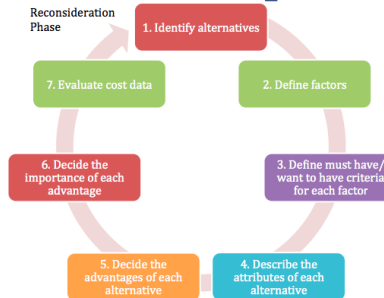 Reconsideration
Phase
1. Identify alternatives
2. Define factors
3. Define must have/
want to have criteria
for each factor
4. Describe the
attributes of each
alternative
5. Decide the
advantages of each
alternative
6. Decide the
importance of each
advantage
7. Evaluate cost data